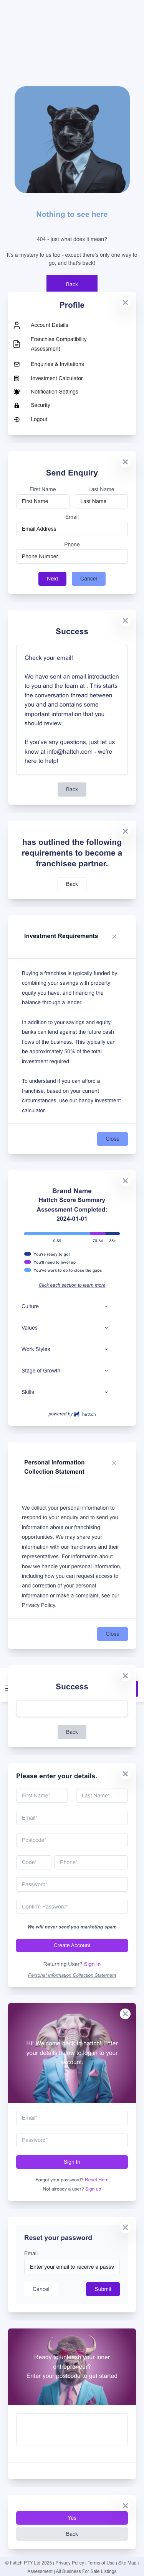 Nothing to see here
404 - just what does it mean?
It's a mystery to us too - except there's only one way to
go, and that's back!
Back
Profile
Account Details
Franchise Compatibility
Assessment
Enquiries & Invitations
Investment Calculator
Notification Settings
Security
Logout
Send Enquiry
First Name
Last Name
First Name
Last Name
Email
Email Address
Phone
Phone Number
Next
Cancel
Success
Check your email!
We have sent an email introduction
to you and the team at . This starts
the conversation thread between
you and and contains some
important information that you
should review.
If you've any questions, just let us
know at info@hattch.com - we're
here to help!
Back
has outlined the following
requirements to become a
franchisee partner.
Back
Investment Requirements
Buying a franchise is typically funded by
combining your savings with property
equity you have, and financing the
balance through a lender.
In addition to your savings and equity,
banks can lend against the future cash
flows of the business. This typically can
be approximately 50% of the total
investment required.
To understand if you can afford a
franchise, based on your current
circumstances, use our handy investment
calculator.
Close
Brand Name
Hattch Score Summary
Assessment Completed:
2024-01-01
0-69
70-84
85+
You're ready to go!
You'll need to level up
You've work to do to close the gaps
Click each section to learn more
Culture
Values
Work Styles
Stage of Growth
Skills
powered by hattch
Personal Information
Collection Statement
We collect your personal information to
respond to your enquiry and to send you
information about our franchising
opportunities. We may share your
information with our franchisors and their
representatives. For information about
how we handle your personal information,
including how you can request access to
and correction of your personal
information or make a complaint, see our
Privacy Policy.
Close
Success
Back
Please enter your details.
First Name*
Last Name*
Email*
Postcode*
Code*
Phone*
Password*
Confirm Password*
We will never send you marketing spam
Create Account
Returning User? Sign in
Personal Information Collection Statement
Hi! Welcome back to hattch! Enter
your details below to log in to your
account.
Email*
Password*
Sign In
Forgot your password? Reset Here
Not already a user? Sign up
Reset your password
Email
Enter your email to receive a passw
Cancel
Submit
Ready to unleash your inner
entrepreneur?
Enter your postcode to get started
Yes
Back
© hattch PTY Ltd 2025 | Privacy Policy | Terms of Use | Site Map |
Assessment | All Business For Sale Listings